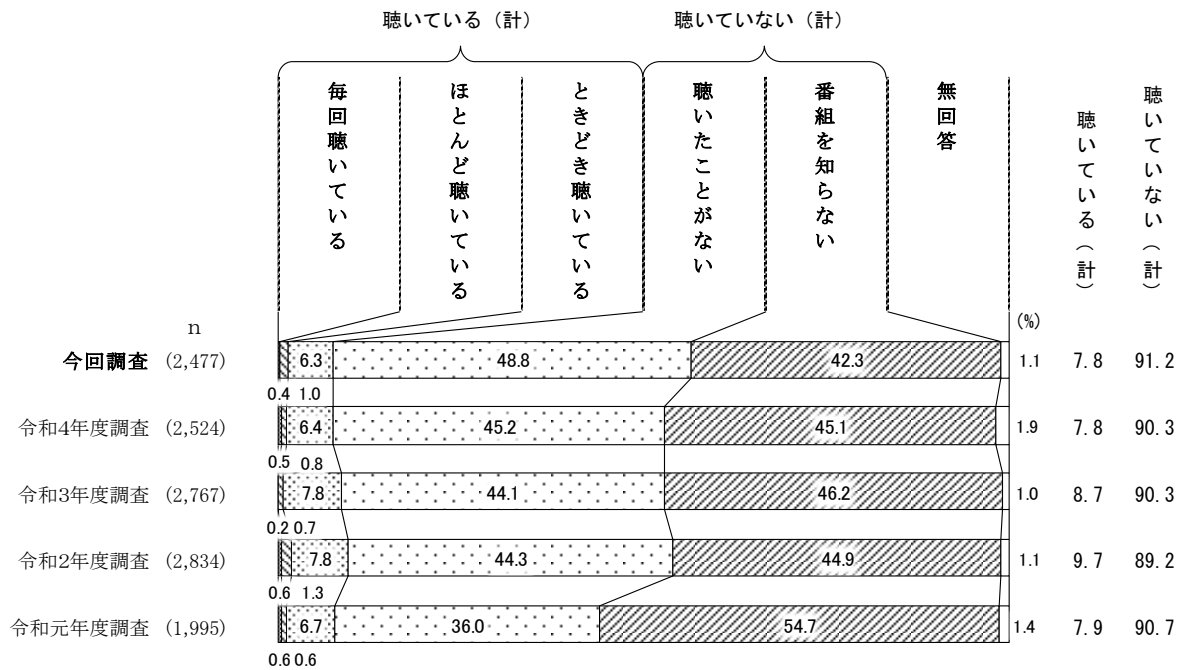 聴いている（計）
聴いていない（計）
毎回聴いている
ほとんど聴いている
ときどき聴いている
聴いたことがない
番組を知らない
無回答
聴いている（計）
聴いていない（計）
n
(%)
今回調査 (2,477) 6.3 48.8 42.3 1.1 7.8 91.2
0.4 1.0
令和4年度調査 (2,524) 6.4 45.2 45.1 1.9 7.8 90.3
0.5 0.8
令和3年度調査 (2,767) 7.8 44.1 46.2 1.0 8.7 90.3
0.2 0.7
令和2年度調査 (2,834) 7.8 44.3 44.9 1.1 9.7 89.2
0.6 1.3
令和元年度調査 (1,995) 6.7 36.0 54.7 1.4 7.9 90.7
0.6 0.6